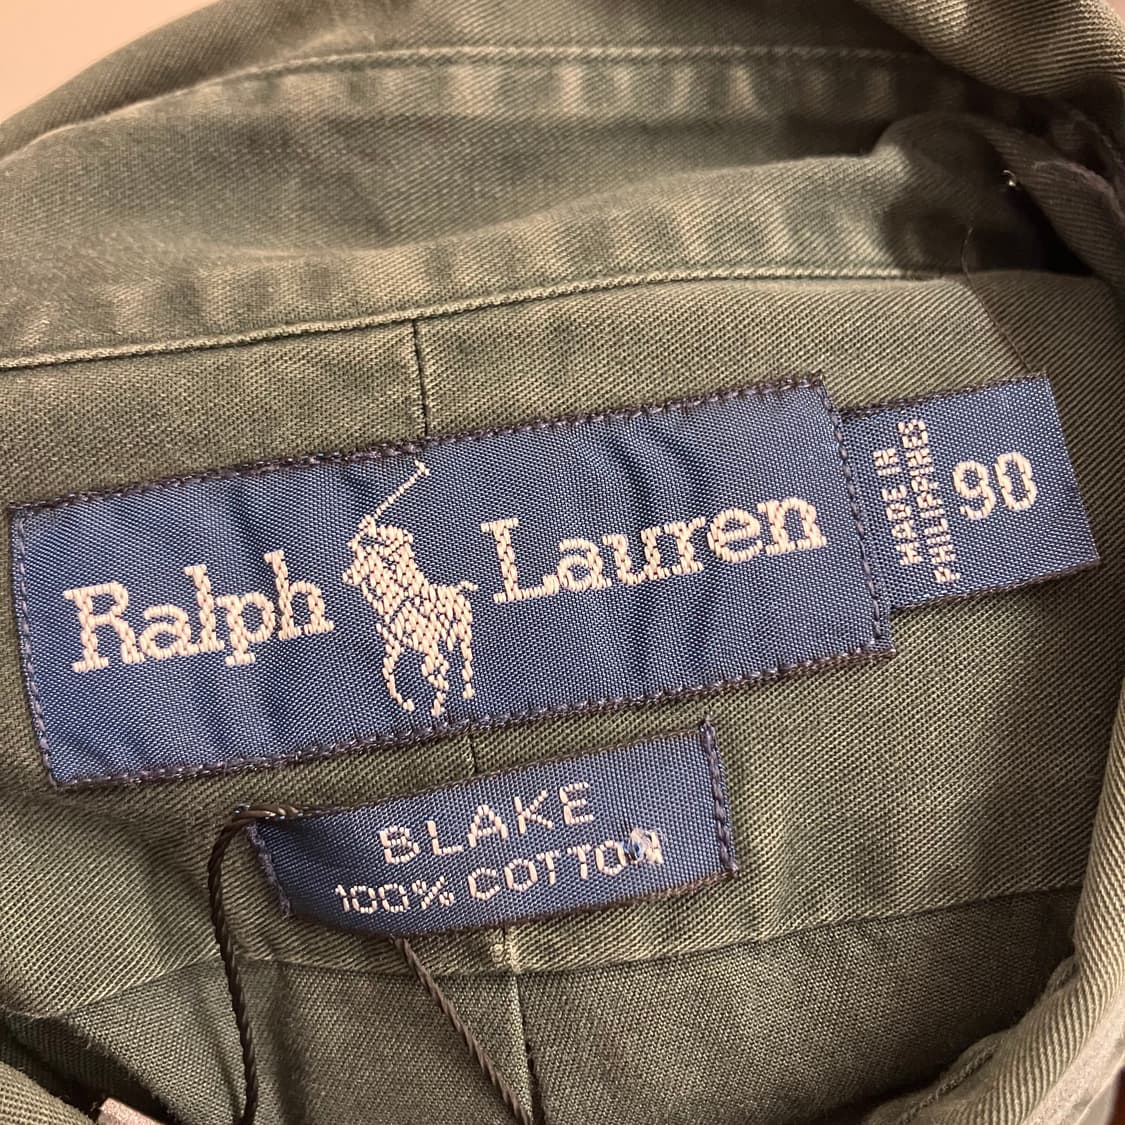 Ralph Lauren
MADE IN
PHILIPPINES
90
BLAKE
100% COTTON